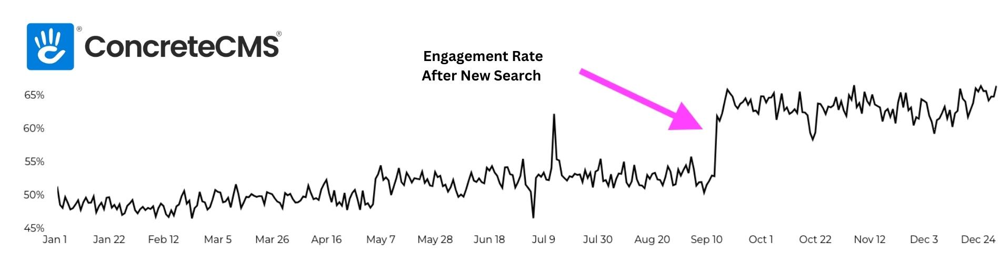 ®
ConcreteCMS®
Engagement Rate
After New Search
65%
60%
55%
50%
45%
Jan 1 Jan 22 Feb 12 Mar 5 Mar 26 Apr 16 May 7 May 28 Jun 18 Jul 9 Jul 30 Aug 20 Sep 10 Oct 1 Oct 22 Nov 12 Dec 3 Dec 24